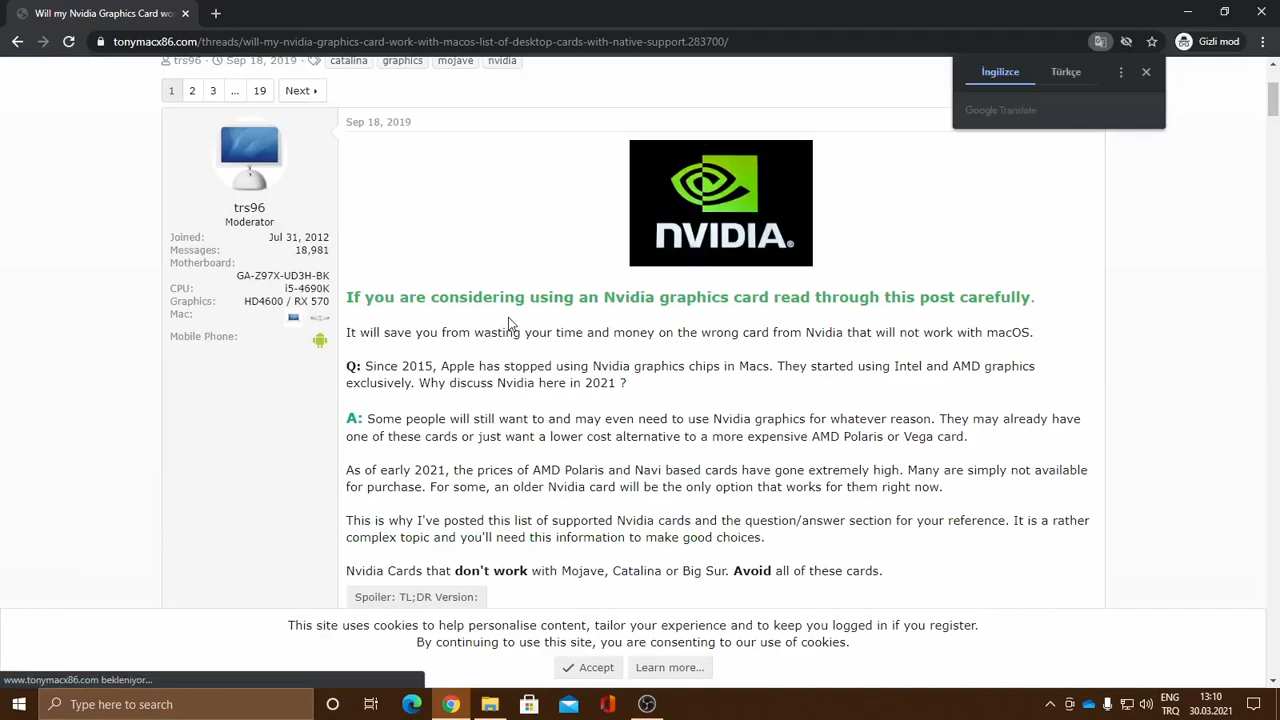 Will my Nvidia Graphics Card wor
tonymacx86.com/threads/will-my-nvidia-graphics-card-work-with-macos-list-of-desktop-cards-with-native-support.283700/
Gizli mod
İngilizce
Türkçe
Google Translate
trs96
Sep 18, 2019
catalina
graphics
mojave
nvidia
1
2
3
...
19
Next
Sep 18, 2019
NVIDIA.
trs96
Moderator
Joined: Jul 31, 2012
Messages: 18,981
Motherboard:
GA-Z97X-UD3H-BK
CPU: i5-4690K
Graphics: HD4600 / RX 570
Mac:
Mobile Phone:
If you are considering using an Nvidia graphics card read through this post carefully.
It will save you from wasting your time and money on the wrong card from Nvidia that will not work with macOS.
Q: Since 2015, Apple has stopped using Nvidia graphics chips in Macs. They started using Intel and AMD graphics
exclusively. Why discuss Nvidia here in 2021 ?
A: Some people will still want to and may even need to use Nvidia graphics for whatever reason. They may already have
one of these cards or just want a lower cost alternative to a more expensive AMD Polaris or Vega card.
As of early 2021, the prices of AMD Polaris and Navi based cards have gone extremely high. Many are simply not available
for purchase. For some, an older Nvidia card will be the only option that works for them right now.
This is why I've posted this list of supported Nvidia cards and the question/answer section for your reference. It is a rather
complex topic and you'll need this information to make good choices.
Nvidia Cards that don't work with Mojave, Catalina or Big Sur. Avoid all of these cards.
Spoiler: TL;DR Version:
This site uses cookies to help personalise content, tailor your experience and to keep you logged in if you register.
By continuing to use this site, you are consenting to our use of cookies.
Accept
Learn more...
www.tonymacx86.com bekleniyor...
Type here to search
ENG
TRQ
13:10
30.03.2021